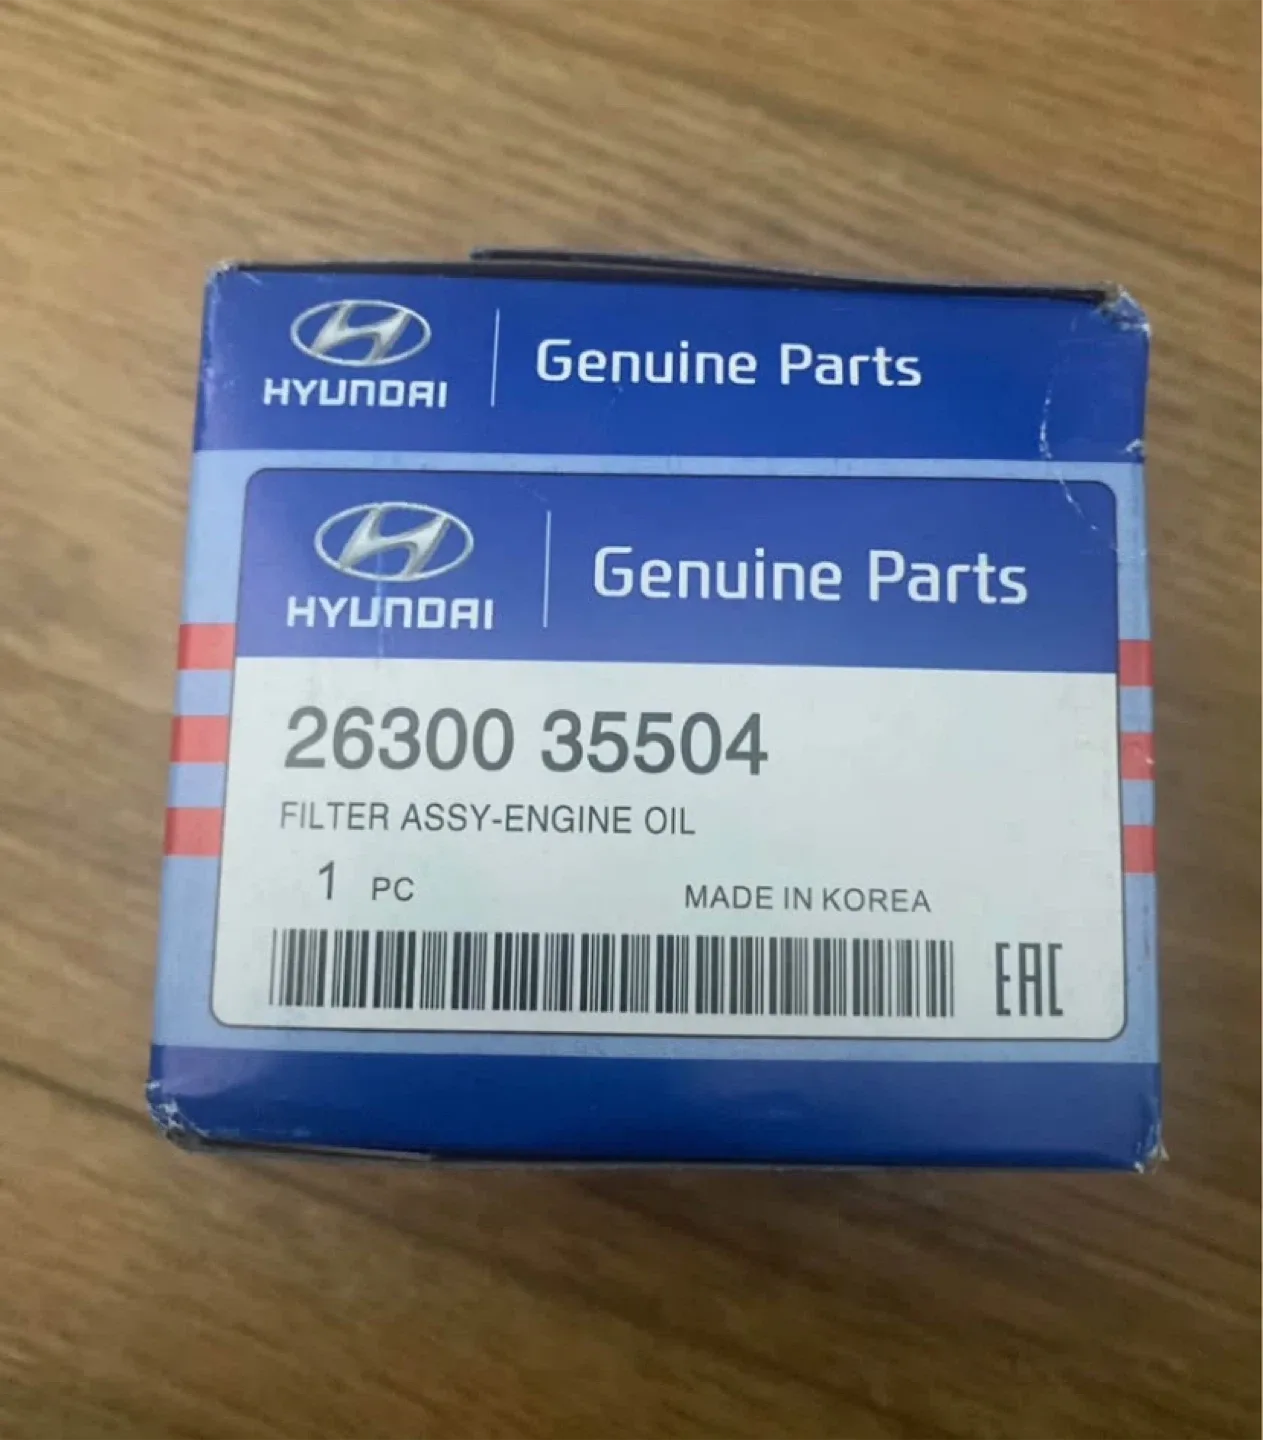 HYUNDAI
Genuine Parts
HYUNDAI
Genuine Parts
26300 35504
FILTER ASSY-ENGINE OIL
1 PC
MADE IN KOREA
EAC